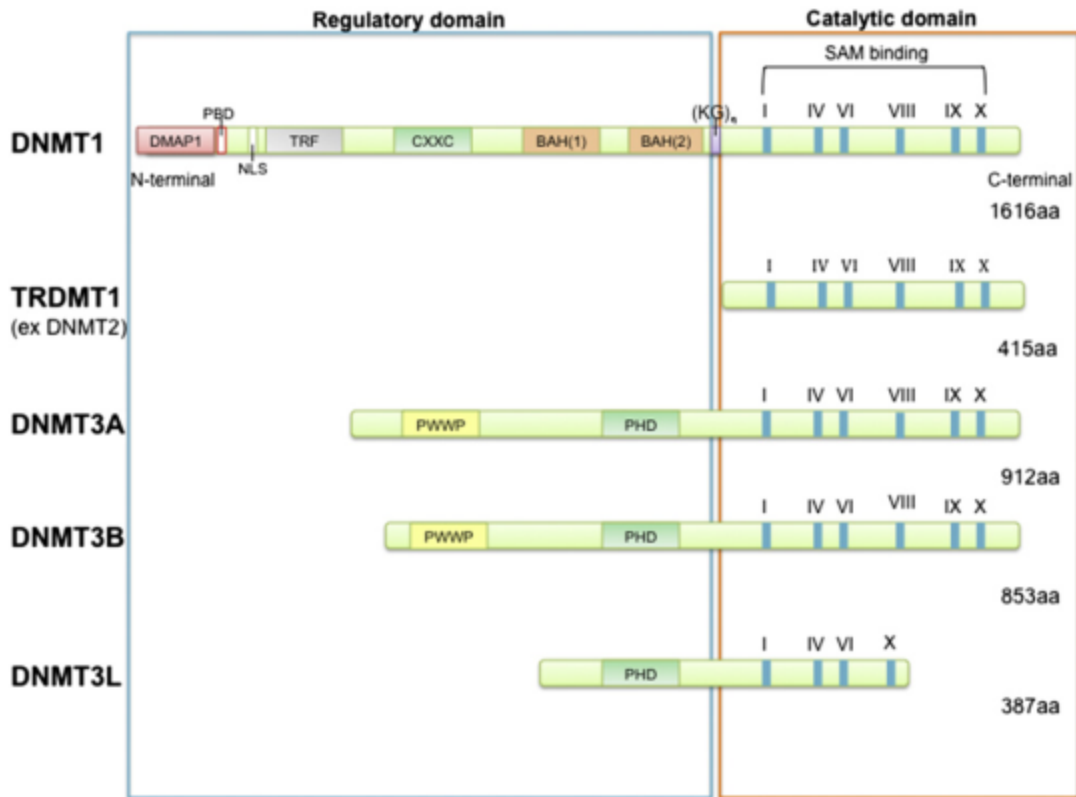 Regulatory domain
Catalytic domain
SAM binding
PBD
(KG)n
I IV VI VIII IX X
DNMT1
DMAP1
TRF
CXXC
BAH(1)
BAH(2)
NLS
N-terminal
C-terminal
1616aa
I IV VI VIII IX X
TRDMT1
(ex DNMT2)
415aa
I IV VI VIII IX X
DNMT3A
PWWP
PHD
912aa
I IV VI VIII IX X
DNMT3B
PWWP
PHD
853aa
I IV VI X
DNMT3L
PHD
387aa